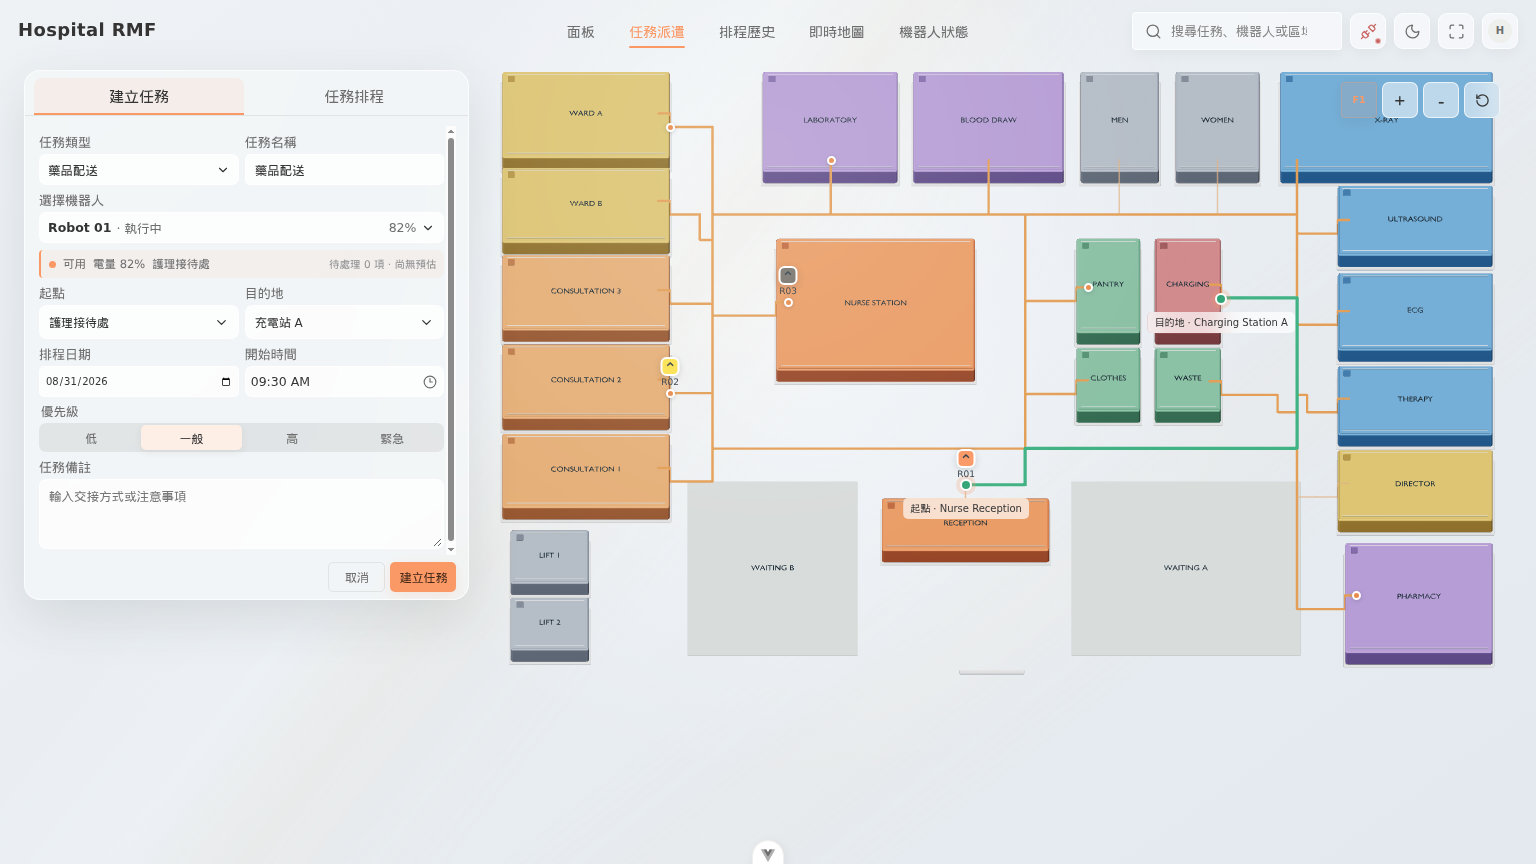 Hospital RMF
面板
任務派遣
排程歷史
即時地圖
機器人狀態
搜尋任務、機器人或區
H
建立任務
任務排程
任務類型
任務名稱
藥品配送
藥品配送
選擇機器人
Robot 01 · 執行中 82%
可用 電量 82% 護理接待處 待處理 0 項 · 尚無預估
起點
目的地
護理接待處
充電站 A
排程日期
開始時間
08/31/2026
09:30 AM
優先級
低 一般 高 緊急
任務備註
輸入交接方式或注意事項
取消
建立任務
WARD A
LABORATORY
BLOOD DRAW
MEN
WOMEN
X-RAY
F1
+
-
WARD B
ULTRASOUND
CONSULTATION 3
R03
NURSE STATION
PANTRY
CHARGING
目的地 · Charging Station A
ECG
CONSULTATION 2
R02
CLOTHES
WASTE
THERAPY
CONSULTATION 1
R01
起點 · Nurse Reception
RECEPTION
DIRECTOR
LIFT 1
WAITING B
WAITING A
PHARMACY
LIFT 2